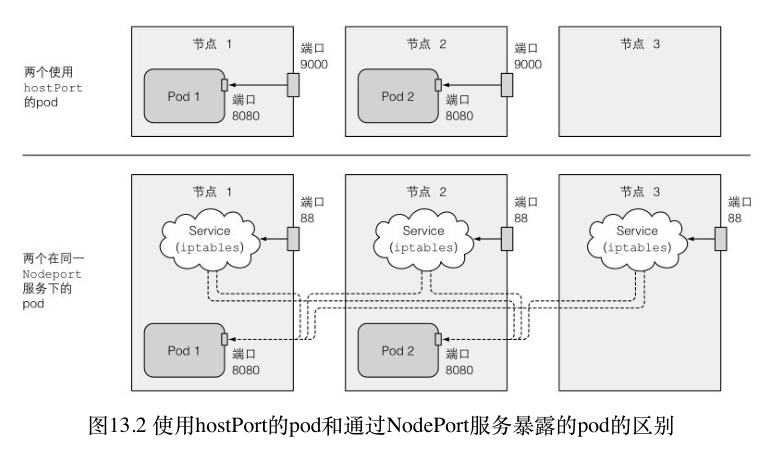 节点 1
端口
9000
节点 2
端口
9000
节点 3
两个使用
hostPort
的pod
Pod 1
端口
8080
Pod 2
端口
8080
节点 1
端口
88
节点 2
端口
88
节点 3
端口
88
Service
(iptables)
Service
(iptables)
Service
(iptables)
两个在同一
Nodeport
服务下的
pod
Pod 1
端口
8080
Pod 2
端口
8080
图13.2 使用hostPort的pod和通过NodePort服务暴露的pod的区别